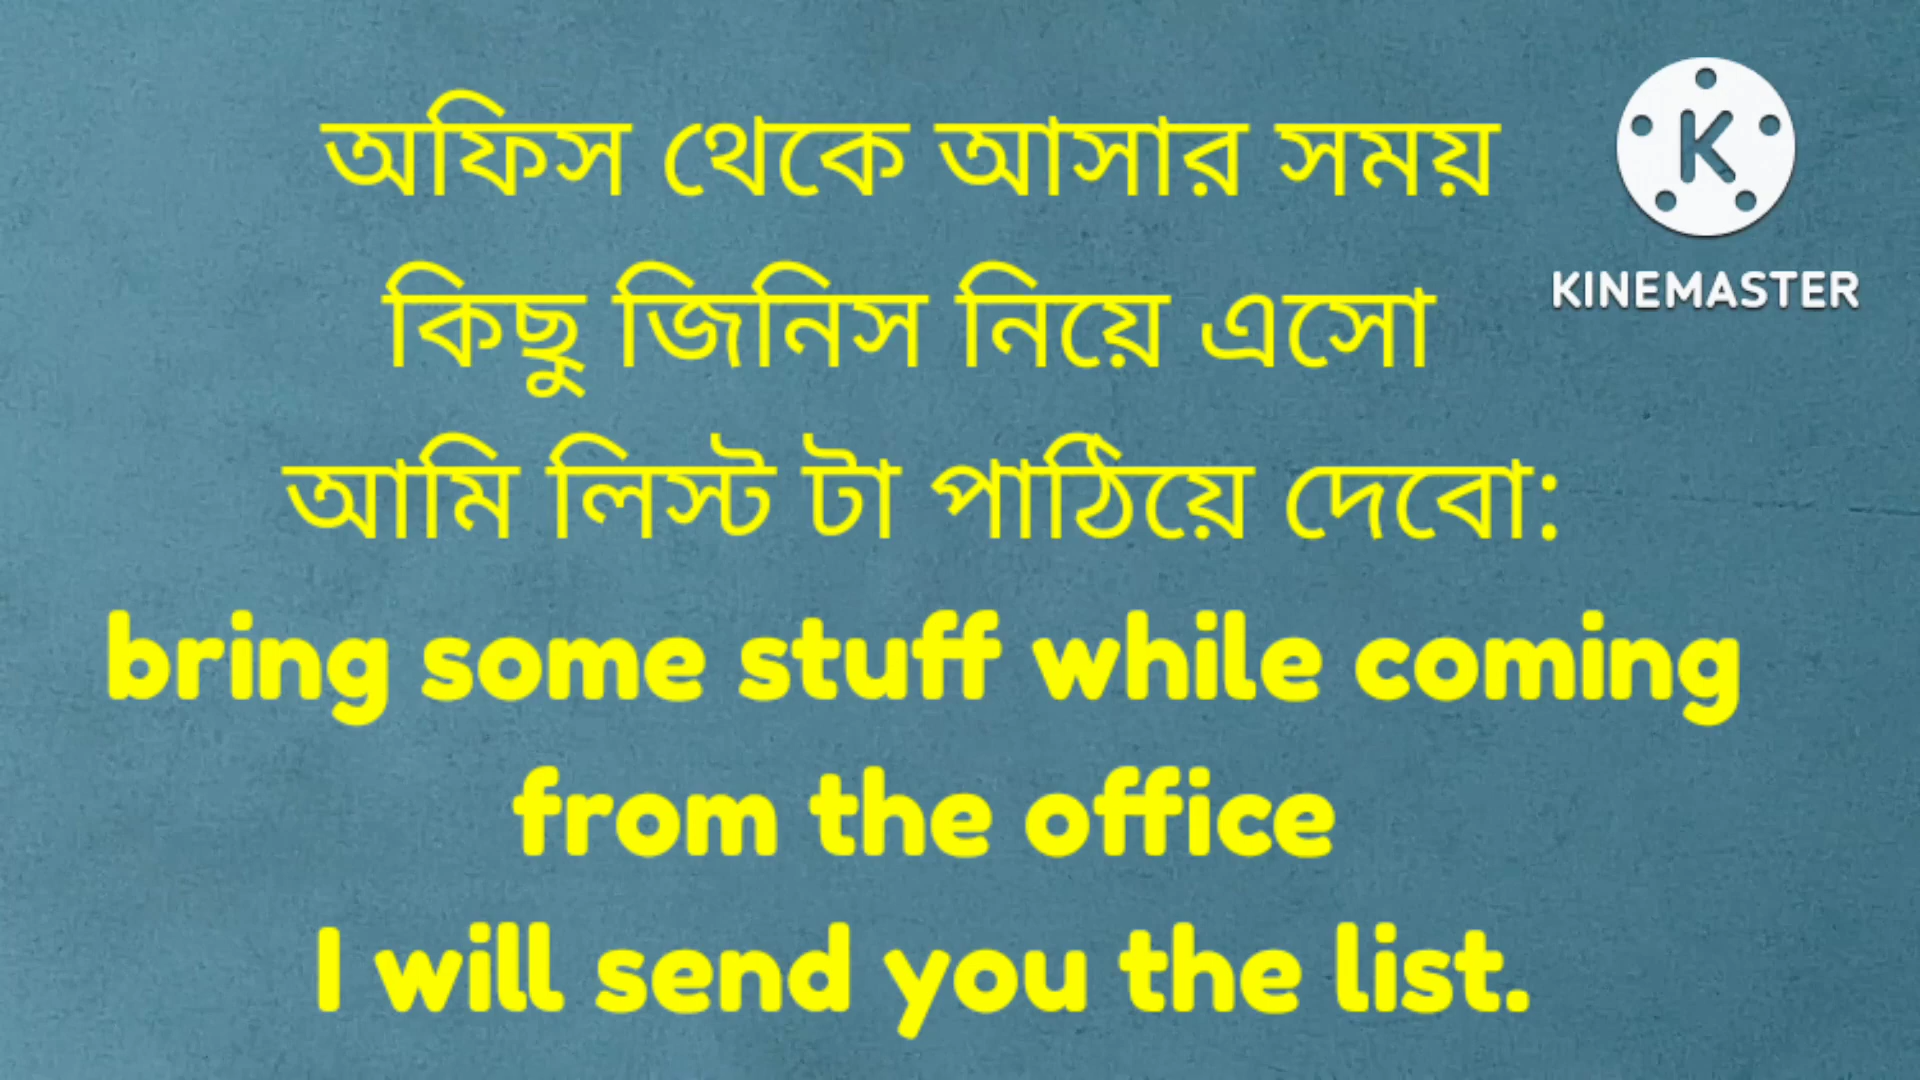 অফিস থেকে আসার সময়
কিছু জিনিস নিয়ে এসো
আমি লিস্ট টা পাঠিয়ে দেবো:
bring some stuff while coming
from the office
I will send you the list.
K
KINEMASTER